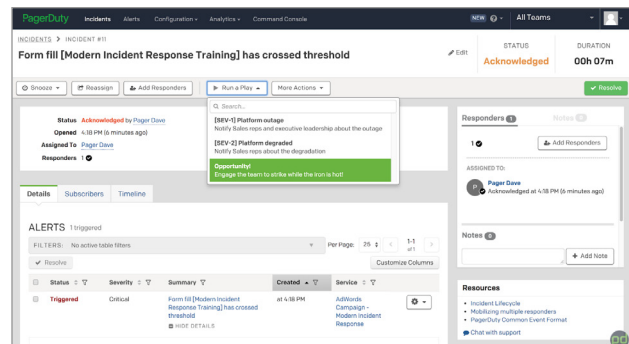 PagerDuty Incidents Alerts Configuration Analytics Command Console NEW All Teams
INCIDENTS > INCIDENT #11
Form fill [Modern Incident Response Training] has crossed threshold
Edit
STATUS
Acknowledged
DURATION
00h 07m
Snooze Reassign Add Responders Run a Play More Actions Resolve
Search...
[SEV-1] Platform outage
Notify Sales reps and executive leadership about the outage
[SEV-2] Platform degraded
Notify Sales reps about the degradation
Opportunity!
Engage the team to strike while the iron is hot!
Status Acknowledged by Pager Dave
Opened 4:18 PM (6 minutes ago)
Assigned To Pager Dave
Responders 1
Responders 1 Notes 0
1 Add Responders
ASSIGNED TO:
P Pager Dave
Acknowledged at 4:18 PM (6 minutes ago)
Details Subscribers Timeline
ALERTS 1 triggered
FILTERS: No active table filters
Per Page: 25 1-1
of 1
Resolve Customize Columns
Status Severity Summary Created Service
Triggered Critical Form fill [Modern Incident at 4:18 PM AdWords
Response Training] has crossed Campaign -
threshold Modern Incident
HIDE DETAILS Response
Notes 0
+ Add Note
Resources
Incident Lifecycle
Mobilizing multiple responders
PagerDuty Common Event Format
Chat with support